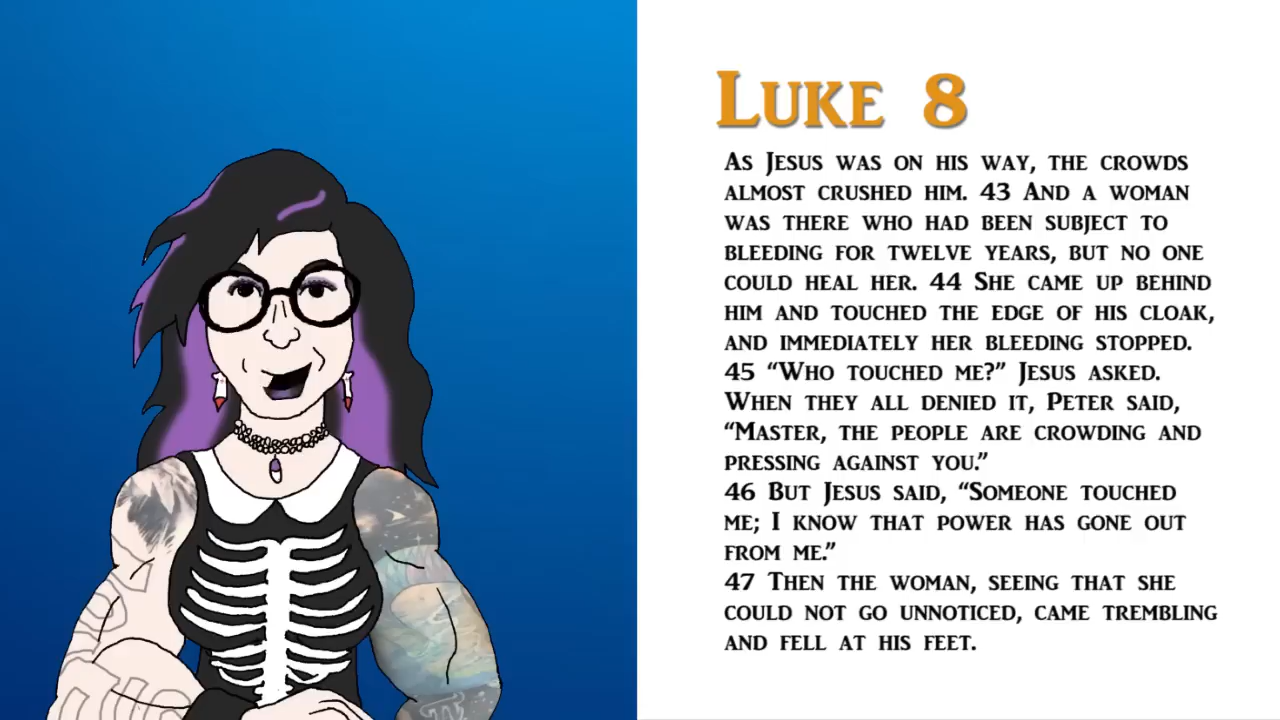 Luke 8
As Jesus was on his way, the crowds
almost crushed him. 43 And a woman
was there who had been subject to
bleeding for twelve years, but no one
could heal her. 44 She came up behind
him and touched the edge of his cloak,
and immediately her bleeding stopped.
45 “Who touched me?” Jesus asked.
When they all denied it, Peter said,
“Master, the people are crowding and
pressing against you.”
46 But Jesus said, “Someone touched
me; I know that power has gone out
from me.”
47 Then the woman, seeing that she
could not go unnoticed, came trembling
and fell at his feet.